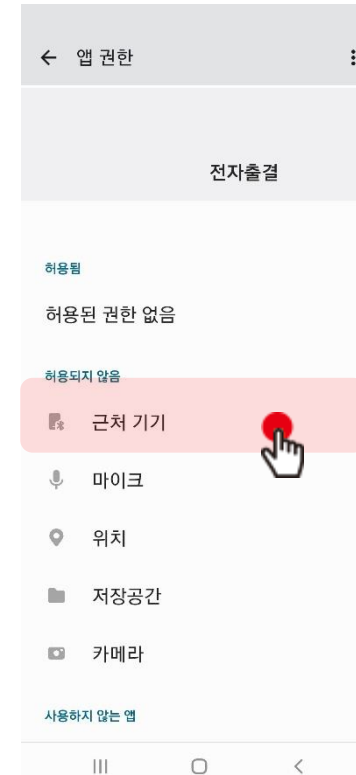 앱 권한
전자출결
허용됨
허용된 권한 없음
허용되지 않음
근처 기기
마이크
위치
저장공간
카메라
사용하지 않는 앱